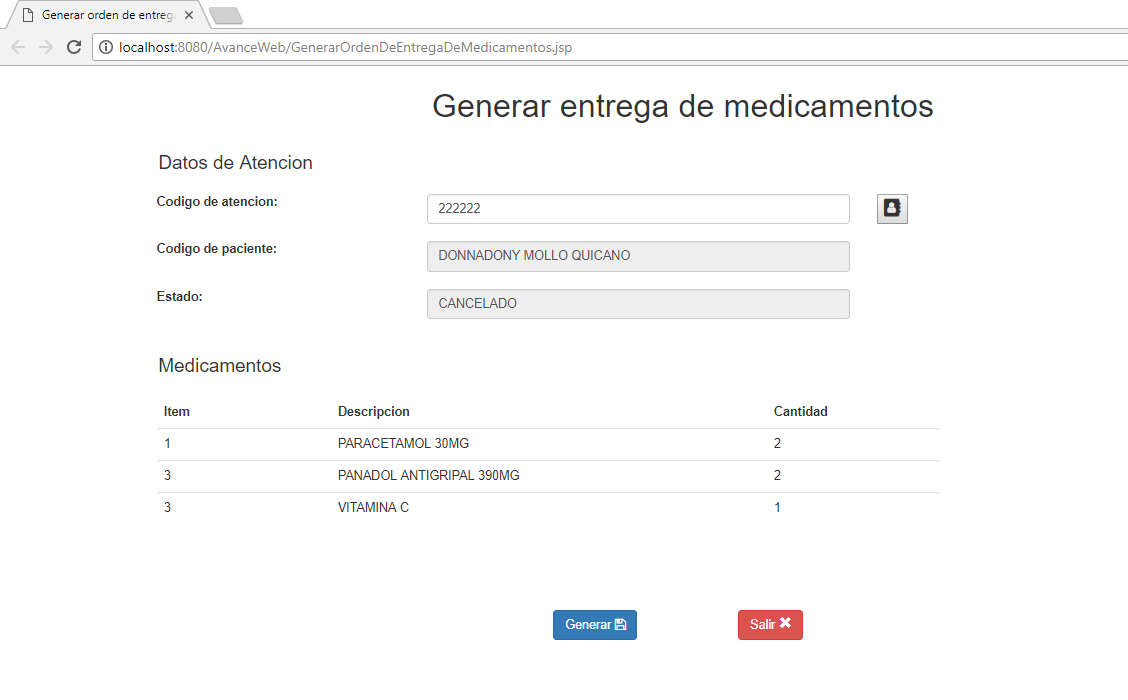 Generar orden de entreg
localhost:8080/AvanceWeb/GenerarOrdenDeEntregaDeMedicamentos.jsp
Generar entrega de medicamentos
Datos de Atencion
Codigo de atencion: 222222
Codigo de paciente: DONNADONY MOLLO QUICANO
Estado: CANCELADO
Medicamentos
Item Descripcion Cantidad
1 PARACETAMOL 30MG 2
3 PANADOL ANTIGRIPAL 390MG 2
3 VITAMINA C 1
Generar Salir